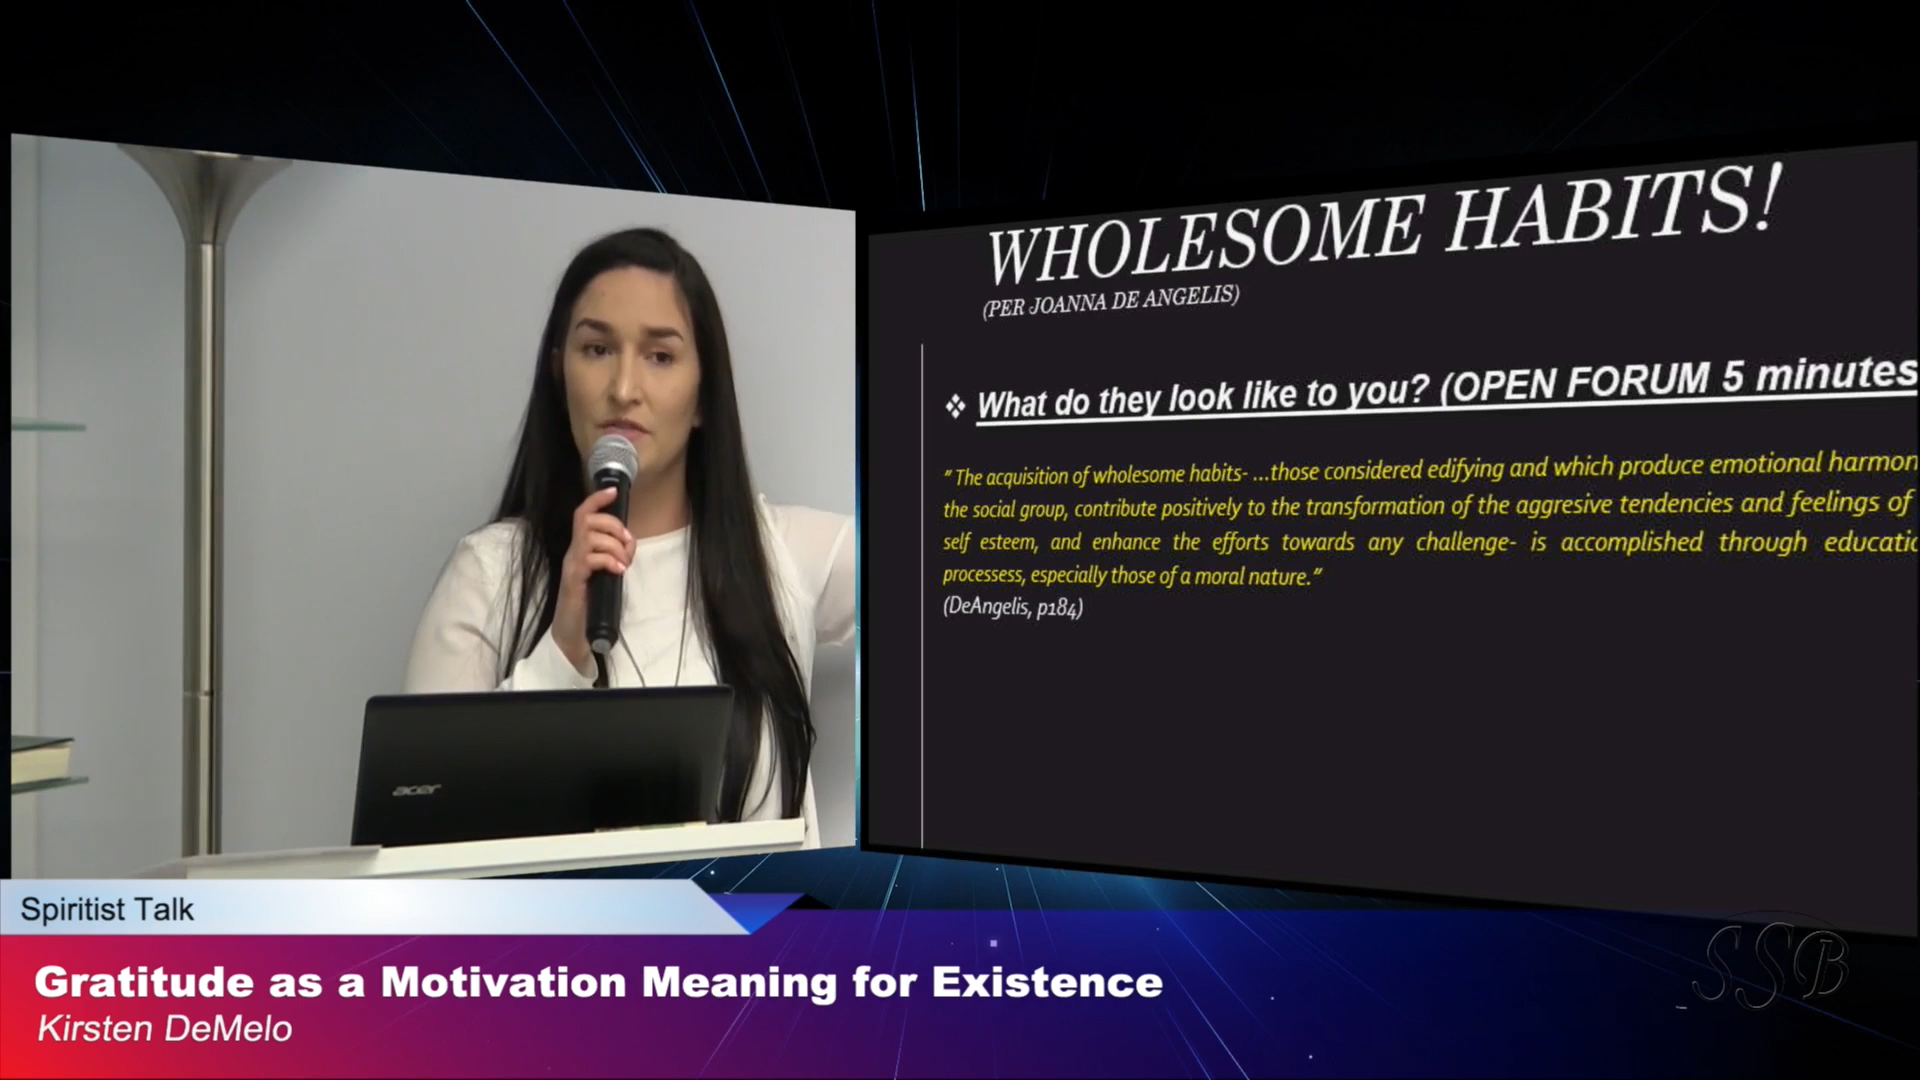 WHOLESOME HABITS!
(PER JOANNA DE ANGELIS)
❖ What do they look like to you? (OPEN FORUM 5 minutes
" The acquisition of wholesome habits- ...those considered edifying and which produce emotional harmon
the social group, contribute positively to the transformation of the aggresive tendencies and feelings of
self esteem, and enhance the efforts towards any challenge- is accomplished through educatio
processess, especially those of a moral nature."
(DeAngelis, p184)
acer
Spiritist Talk
Gratitude as a Motivation Meaning for Existence
Kirsten DeMelo
SSB